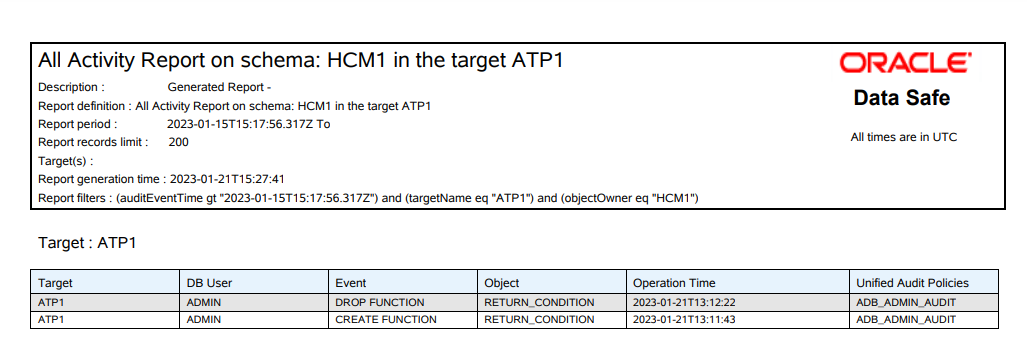 All Activity Report on schema: HCM1 in the target ATP1
ORACLE
Data Safe
All times are in UTC
Description : Generated Report -
Report definition : All Activity Report on schema: HCM1 in the target ATP1
Report period : 2023-01-15T15:17:56.317Z To
Report records limit : 200
Target(s) :
Report generation time : 2023-01-21T15:27:41
Report filters : (auditEventTime gt "2023-01-15T15:17:56.317Z") and (targetName eq "ATP1") and (objectOwner eq "HCM1")
Target : ATP1
Target DB User Event Object Operation Time Unified Audit Policies
ATP1 ADMIN DROP FUNCTION RETURN_CONDITION 2023-01-21T13:12:22 ADB_ADMIN_AUDIT
ATP1 ADMIN CREATE FUNCTION RETURN_CONDITION 2023-01-21T13:11:43 ADB_ADMIN_AUDIT